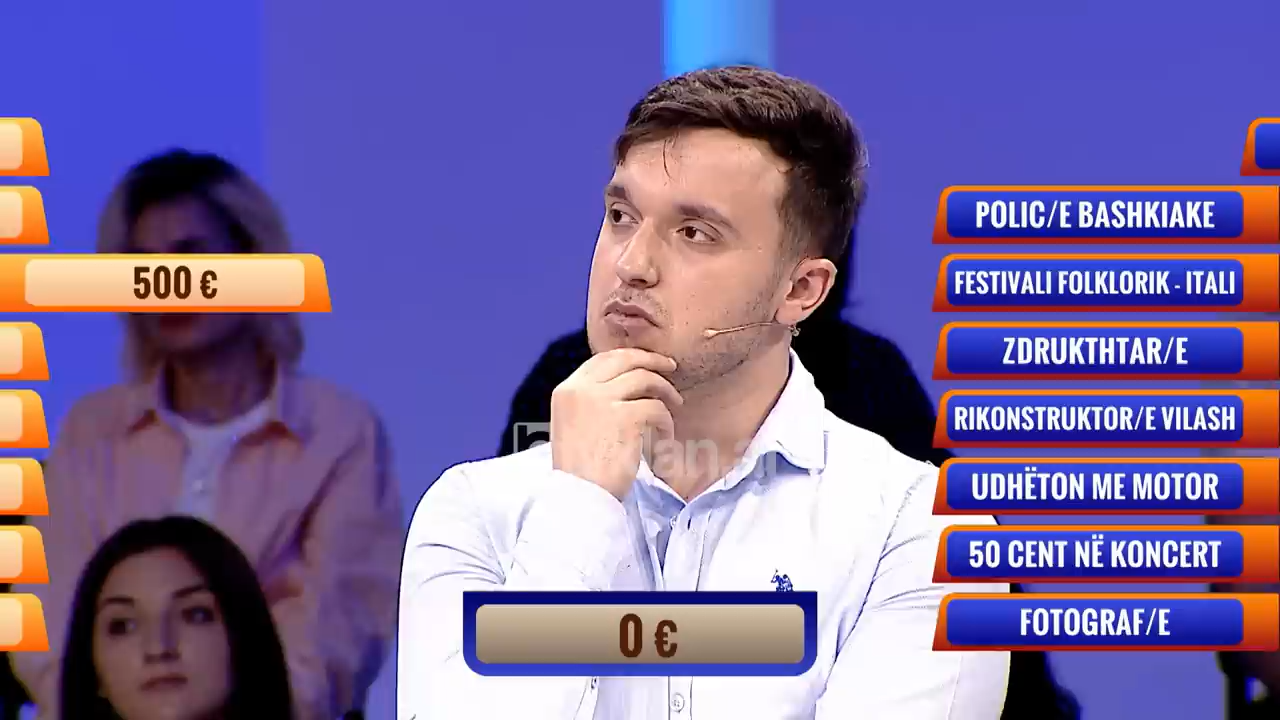 500 €
POLIC/E BASHKIAKE
FESTIVALI FOLKLORIK - ITALI
ZDRUKTHTAR/E
RIKONSTRUKTOR/E VILASH
UDHËTON ME MOTOR
50 CENT NË KONCERT
FOTOGRAF/E
0 €